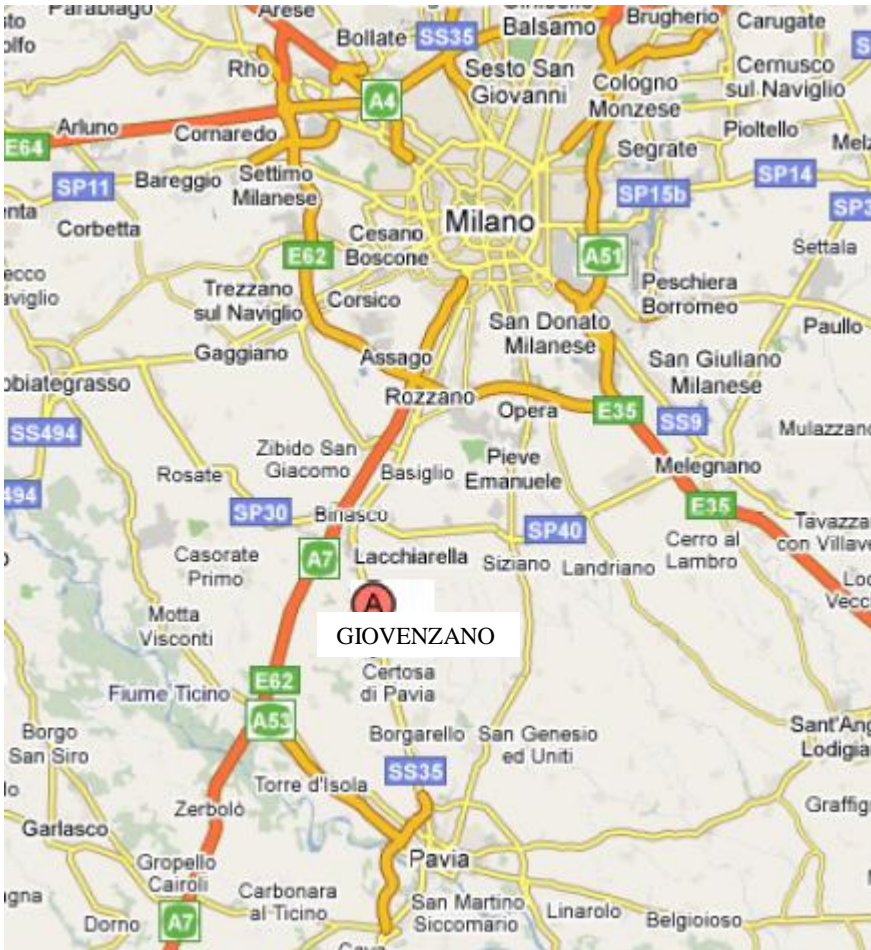 Parabiago
Arese
Bollate
SS35
Balsamo
Brugherio
Carugate
Rho
Sesto San
Giovanni
Cologno
Monzese
Cernusco
sul Naviglio
A4
Arluno
Cornaredo
Pioltello
E64
Segrate
SP11
Bareggio
Settimo
Milanese
SP15b
SP14
Corbetta
Cesano
Boscone
Milano
E62
A51
Settala
Trezzano
sul Naviglio
Corsico
Peschiera
Borromeo
San Donato
Milanese
Paullo
Gaggiano
Assago
San Giuliano
Milanese
Rozzano
Opera
E35
SS9
SS494
Zibido San
Giacomo
Basiglio
Pieve
Emanuele
Melegnano
Rosate
494
SP30
Binasco
SP40
E35
Casorate
Primo
A7
Lacchiarella
Siziano
Landriano
Cerro al
Lambro
con
A
Motta
Visconti
GIOVENZANO
E62
Certosa
di Pavia
Fiume Ticino
A53
Borgo
San Siro
Borgarello
San Genesio
ed Uniti
SS35
Torre d'Isola
Zerbolò
Garlasco
Gropello
Cairoli
Pavia
Carbonara
al Ticino
San Martino
Siccomario
Linarolo
Belgioioso
Dorno
A7